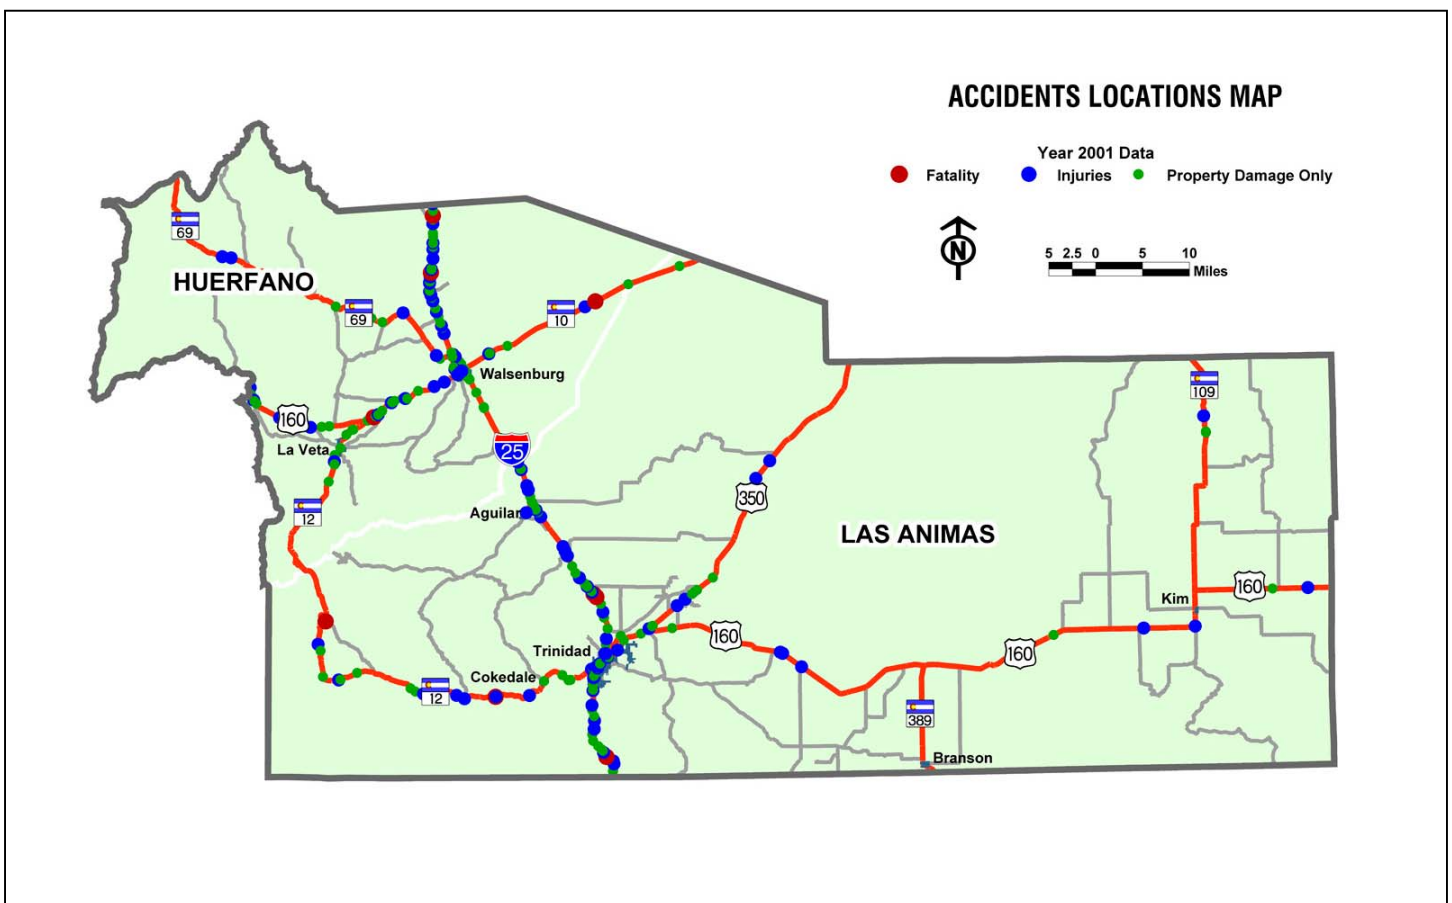 ACCIDENTS LOCATIONS MAP
Year 2001 Data
Fatality
Injuries
Property Damage Only
N
5 2.5 0 5 10
Miles
69
HUERFANO
69
10
Walsenburg
109
160
La Veta
25
350
12
Aguilar
LAS ANIMAS
160
Kim
160
Trinidad
160
Cokedale
12
389
Branson